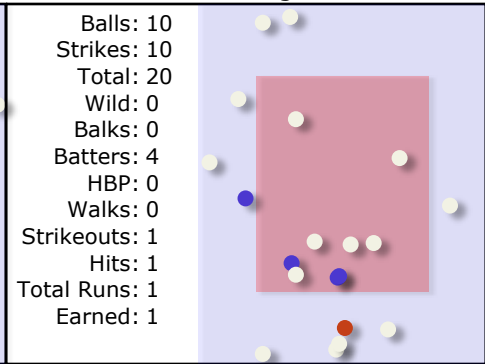 Balls: 10
Strikes: 10
Total: 20
Wild: 0
Balks: 0
Batters: 4
HBP: 0
Walks: 0
Strikeouts: 1
Hits: 1
Total Runs: 1
Earned: 1